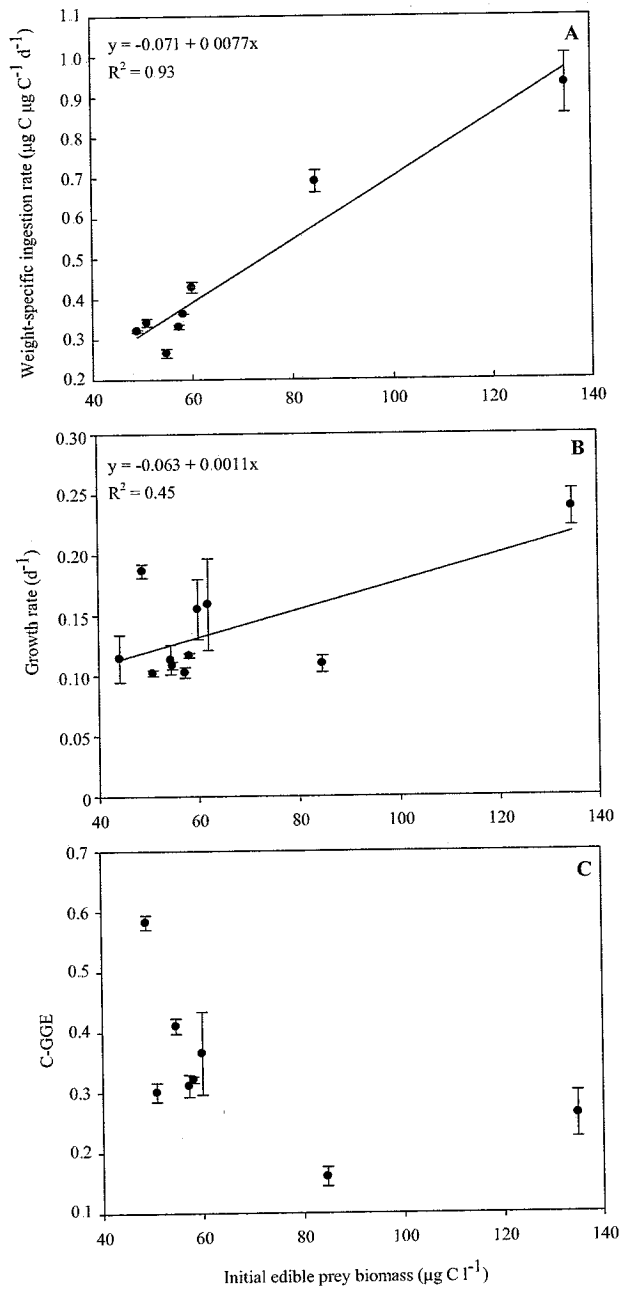 A
y = -0.071 + 0.0077x
R² = 0.93
Weight-specific ingestion rate (µg C µg C⁻¹ d⁻¹)
1.1
1.0
0.9
0.8
0.7
0.6
0.5
0.4
0.3
0.2
40 60 80 100 120 140
B
y = -0.063 + 0.0011x
R² = 0.45
Growth rate (d⁻¹)
0.30
0.25
0.20
0.15
0.10
0.05
0
40 60 80 100 120 140
C
C-GGE
0.7
0.6
0.5
0.4
0.3
0.2
0.1
40 60 80 100 120 140
Initial edible prey biomass (µg C l⁻¹)